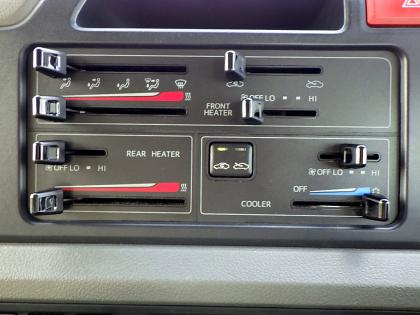 OFF LO HI
FRONT
HEATER
REAR HEATER
OFF LO HI
OFF LO HI
OFF
COOLER